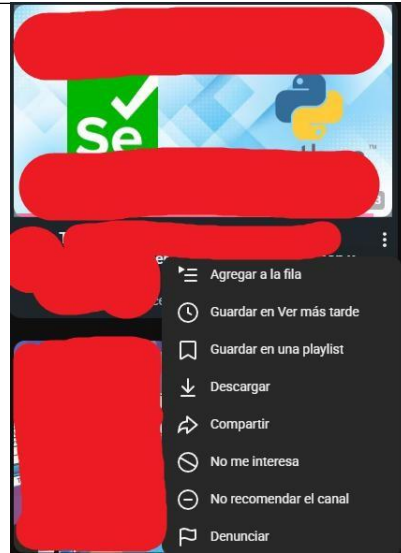 Se
Agregar a la fila
Guardar en Ver más tarde
Guardar en una playlist
Descargar
Compartir
No me interesa
No recomendar el canal
Denunciar